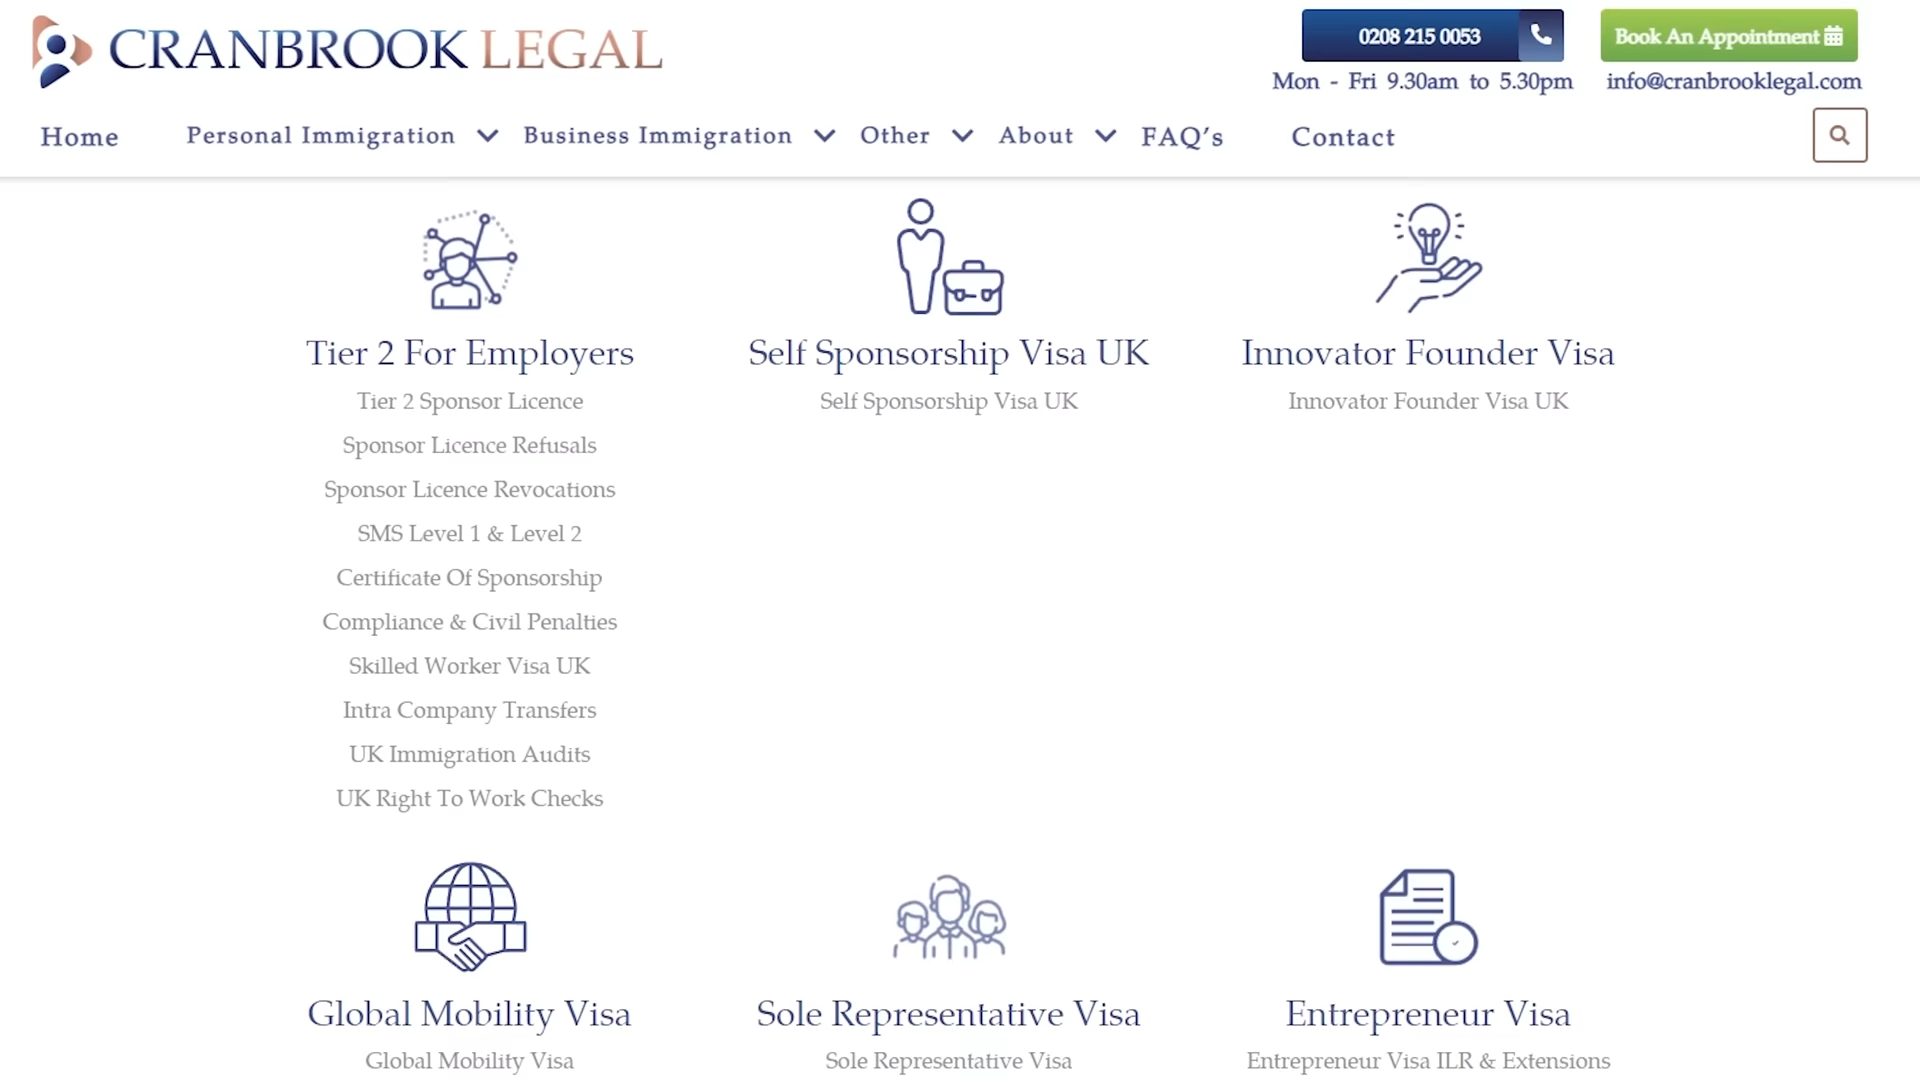 CRANBROOK LEGAL
0208 215 0053
Book An Appointment
Mon - Fri 9.30am to 5.30pm
info@cranbrooklegal.com
Home
Personal Immigration
Business Immigration
Other
About
FAQ's
Contact
Tier 2 For Employers
Tier 2 Sponsor Licence
Sponsor Licence Refusals
Sponsor Licence Revocations
SMS Level 1 & Level 2
Certificate Of Sponsorship
Compliance & Civil Penalties
Skilled Worker Visa UK
Intra Company Transfers
UK Immigration Audits
UK Right To Work Checks
Self Sponsorship Visa UK
Self Sponsorship Visa UK
Innovator Founder Visa
Innovator Founder Visa UK
Global Mobility Visa
Global Mobility Visa
Sole Representative Visa
Sole Representative Visa
Entrepreneur Visa
Entrepreneur Visa ILR & Extensions